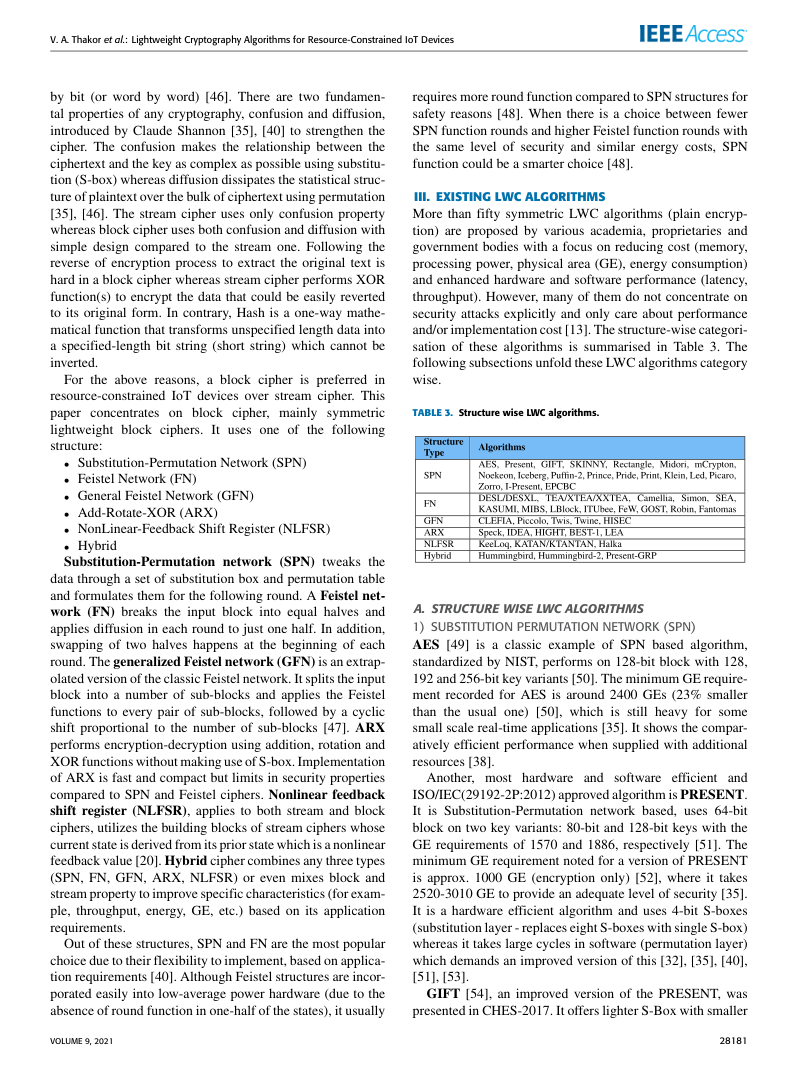 V. A. Thakor et al.: Lightweight Cryptography Algorithms for Resource-Constrained IoT Devices
IEEE Access
by bit (or word by word) [46]. There are two fundamen-
tal properties of any cryptography, confusion and diffusion,
introduced by Claude Shannon [35], [40] to strengthen the
cipher. The confusion makes the relationship between the
ciphertext and the key as complex as possible using substitu-
tion (S-box) whereas diffusion dissipates the statistical struc-
ture of plaintext over the bulk of ciphertext using permutation
[35], [46]. The stream cipher uses only confusion property
whereas block cipher uses both confusion and diffusion with
simple design compared to the stream one. Following the
reverse of encryption process to extract the original text is
hard in a block cipher whereas stream cipher performs XOR
function(s) to encrypt the data that could be easily reverted
to its original form. In contrary, Hash is a one-way mathe-
matical function that transforms unspecified length data into
a specified-length bit string (short string) which cannot be
inverted.
For the above reasons, a block cipher is preferred in
resource-constrained IoT devices over stream cipher. This
paper concentrates on block cipher, mainly symmetric
lightweight block ciphers. It uses one of the following
structure:
• Substitution-Permutation Network (SPN)
• Feistel Network (FN)
• General Feistel Network (GFN)
• Add-Rotate-XOR (ARX)
• NonLinear-Feedback Shift Register (NLFSR)
• Hybrid
Substitution-Permutation network (SPN) tweaks the
data through a set of substitution box and permutation table
and formulates them for the following round. A Feistel net-
work (FN) breaks the input block into equal halves and
applies diffusion in each round to just one half. In addition,
swapping of two halves happens at the beginning of each
round. The generalized Feistel network (GFN) is an extrap-
olated version of the classic Feistel network. It splits the input
block into a number of sub-blocks and applies the Feistel
functions to every pair of sub-blocks, followed by a cyclic
shift proportional to the number of sub-blocks [47]. ARX
performs encryption-decryption using addition, rotation and
XOR functions without making use of S-box. Implementation
of ARX is fast and compact but limits in security properties
compared to SPN and Feistel ciphers. Nonlinear feedback
shift register (NLFSR), applies to both stream and block
ciphers, utilizes the building blocks of stream ciphers whose
current state is derived from its prior state which is a nonlinear
feedback value [20]. Hybrid cipher combines any three types
(SPN, FN, GFN, ARX, NLFSR) or even mixes block and
stream property to improve specific characteristics (for exam-
ple, throughput, energy, GE, etc.) based on its application
requirements.
Out of these structures, SPN and FN are the most popular
choice due to their flexibility to implement, based on applica-
tion requirements [40]. Although Feistel structures are incor-
porated easily into low-average power hardware (due to the
absence of round function in one-half of the states), it usually
requires more round function compared to SPN structures for
safety reasons [48]. When there is a choice between fewer
SPN function rounds and higher Feistel function rounds with
the same level of security and similar energy costs, SPN
function could be a smarter choice [48].
III. EXISTING LWC ALGORITHMS
More than fifty symmetric LWC algorithms (plain encryp-
tion) are proposed by various academia, proprietaries and
government bodies with a focus on reducing cost (memory,
processing power, physical area (GE), energy consumption)
and enhanced hardware and software performance (latency,
throughput). However, many of them do not concentrate on
security attacks explicitly and only care about performance
and/or implementation cost [13]. The structure-wise categori-
sation of these algorithms is summarised in Table 3. The
following subsections unfold these LWC algorithms category
wise.
TABLE 3. Structure wise LWC algorithms.
Structure Type Algorithms
SPN AES, Present, GIFT, SKINNY, Rectangle, Midori, mCrypton,
Noekeon, Iceberg, Puffin-2, Prince, Pride, Print, Klein, Led, Picaro,
Zorro, I-Present, EPCBC
FN DESL/DESXL, TEA/XTEA/XXTEA, Camellia, Simon, SEA,
KASUMI, MIBS, LBlock, ITUbee, FeW, GOST, Robin, Fantomas
GFN CLEFIA, Piccolo, Twis, Twine, HISEC
ARX Speck, IDEA, HIGHT, BEST-1, LEA
NLFSR KeeLoq, KATAN/KTANTAN, Halka
Hybrid Hummingbird, Hummingbird-2, Present-GRP
A. STRUCTURE WISE LWC ALGORITHMS
1) SUBSTITUTION PERMUTATION NETWORK (SPN)
AES [49] is a classic example of SPN based algorithm,
standardized by NIST, performs on 128-bit block with 128,
192 and 256-bit key variants [50]. The minimum GE require-
ment recorded for AES is around 2400 GEs (23% smaller
than the usual one) [50], which is still heavy for some
small scale real-time applications [35]. It shows the compar-
atively efficient performance when supplied with additional
resources [38].
Another, most hardware and software efficient and
ISO/IEC(29192-2P:2012) approved algorithm is PRESENT.
It is Substitution-Permutation network based, uses 64-bit
block on two key variants: 80-bit and 128-bit keys with the
GE requirements of 1570 and 1886, respectively [51]. The
minimum GE requirement noted for a version of PRESENT
is approx. 1000 GE (encryption only) [52], where it takes
2520-3010 GE to provide an adequate level of security [35].
It is a hardware efficient algorithm and uses 4-bit S-boxes
(substitution layer - replaces eight S-boxes with single S-box)
whereas it takes large cycles in software (permutation layer)
which demands an improved version of this [32], [35], [40],
[51], [53].
GIFT [54], an improved version of the PRESENT, was
presented in CHES-2017. It offers lighter S-Box with smaller
VOLUME 9, 2021
28181